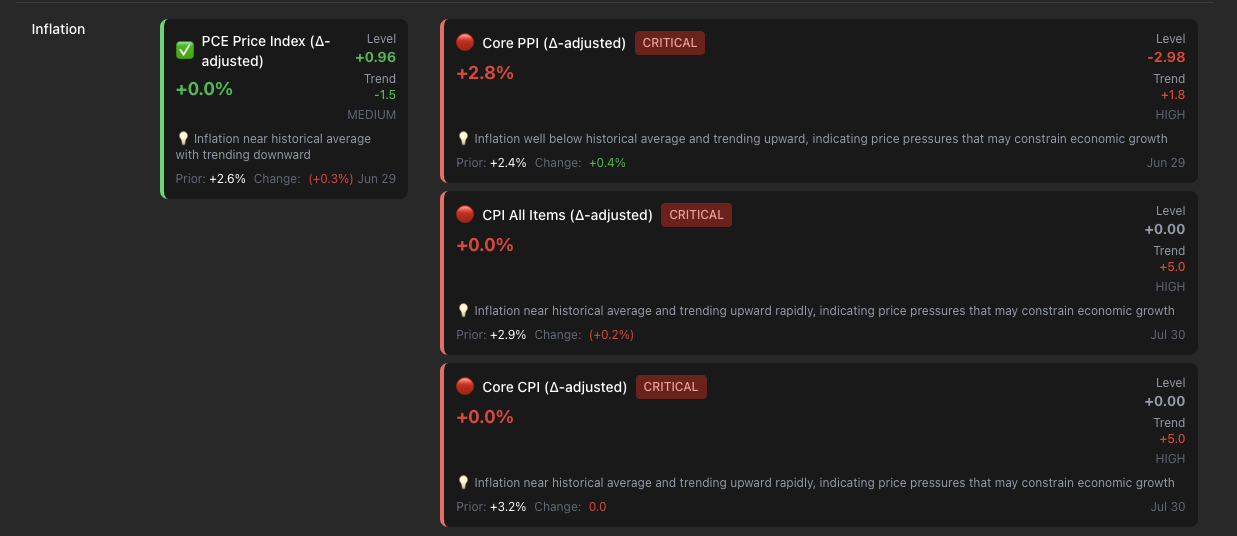 Inflation
✅ PCE Price Index (Δ-
adjusted)
+0.0%
Level
+0.96
Trend
-1.5
MEDIUM
💡 Inflation near historical average
with trending downward
Prior: +2.6% Change: (+0.3%) Jun 29
🔴 Core PPI (Δ-adjusted) CRITICAL
+2.8%
Level
-2.98
Trend
+1.8
HIGH
💡 Inflation well below historical average and trending upward, indicating price pressures that may constrain economic growth
Prior: +2.4% Change: +0.4% Jun 29
🔴 CPI All Items (Δ-adjusted) CRITICAL
+0.0%
Level
+0.00
Trend
+5.0
HIGH
💡 Inflation near historical average and trending upward rapidly, indicating price pressures that may constrain economic growth
Prior: +2.9% Change: (+0.2%) Jul 30
🔴 Core CPI (Δ-adjusted) CRITICAL
+0.0%
Level
+0.00
Trend
+5.0
HIGH
💡 Inflation near historical average and trending upward rapidly, indicating price pressures that may constrain economic growth
Prior: +3.2% Change: 0.0 Jul 30